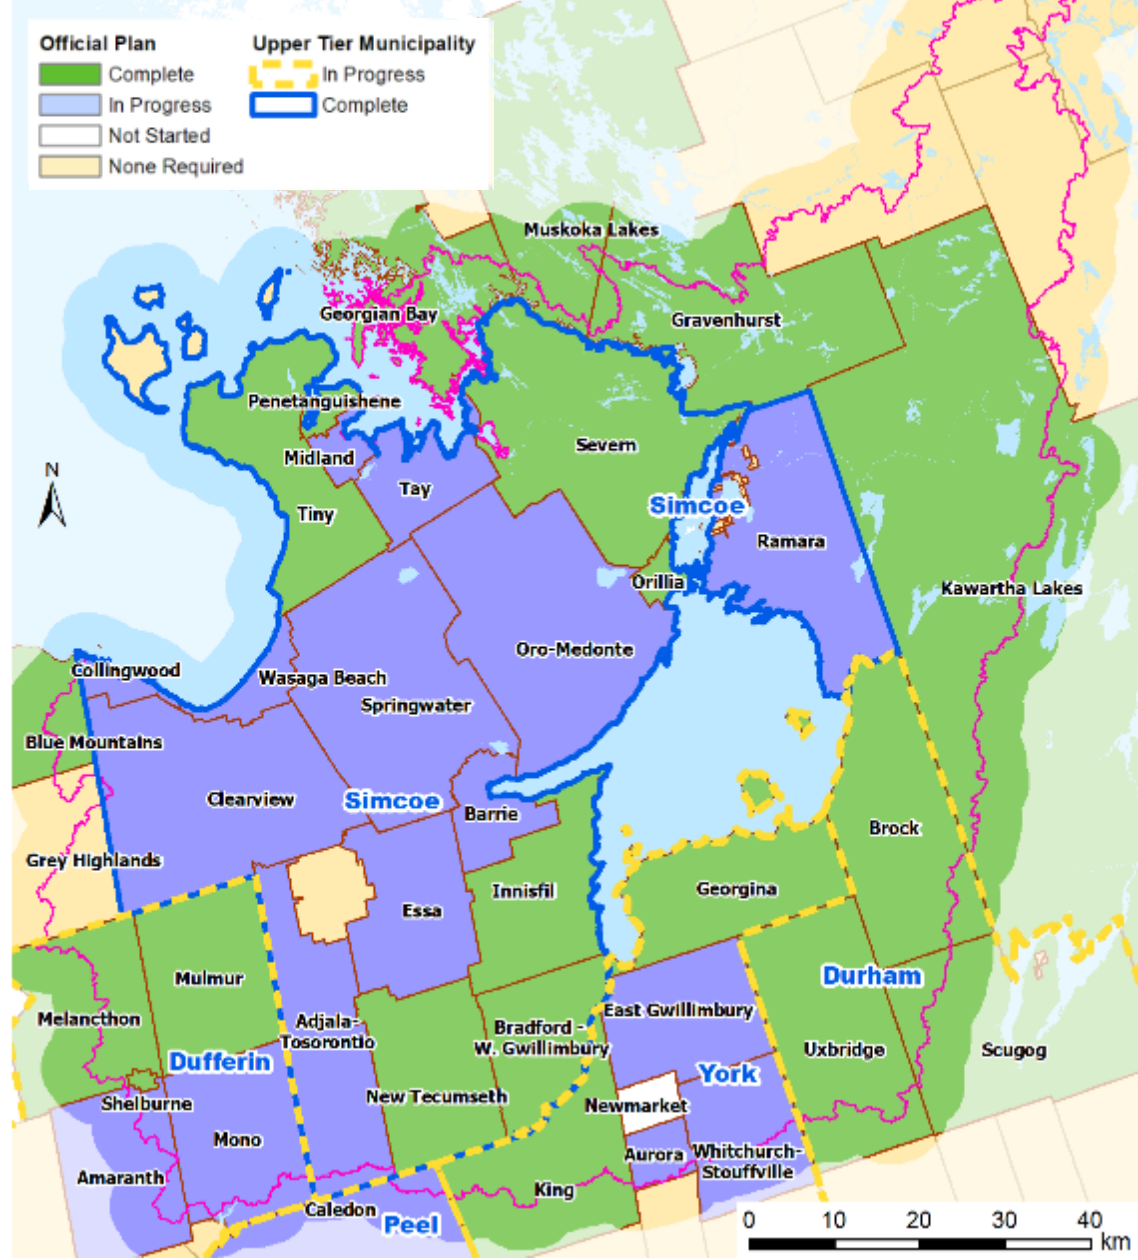 Official Plan
Complete
In Progress
Not Started
None Required
Upper Tier Municipality
In Progress
Complete
Muskoka Lakes
Georgian Bay
Gravenhurst
Penetanguishene
Severn
Midland
Tay
Tiny
Simcoe
Ramara
Orillia
Kawartha Lakes
N
Collingwood
Wasaga Beach
Oro-Medonte
Springwater
Blue Mountains
Clearview
Simcoe
Barrie
Brock
Grey Highlands
Essa
Innisfil
Georgina
Mulmur
Durham
Melancthon
Adjala-
Tosorontio
East Gwillimbury
Bradford -
W. Gwillimbury
Uxbridge
Scugog
Dufferin
York
Shelburne
New Tecumseth
Newmarket
Mono
Aurora
Whitchurch-
Stouffville
Amaranth
King
Caledon
Peel
0 10 20 30 40
km